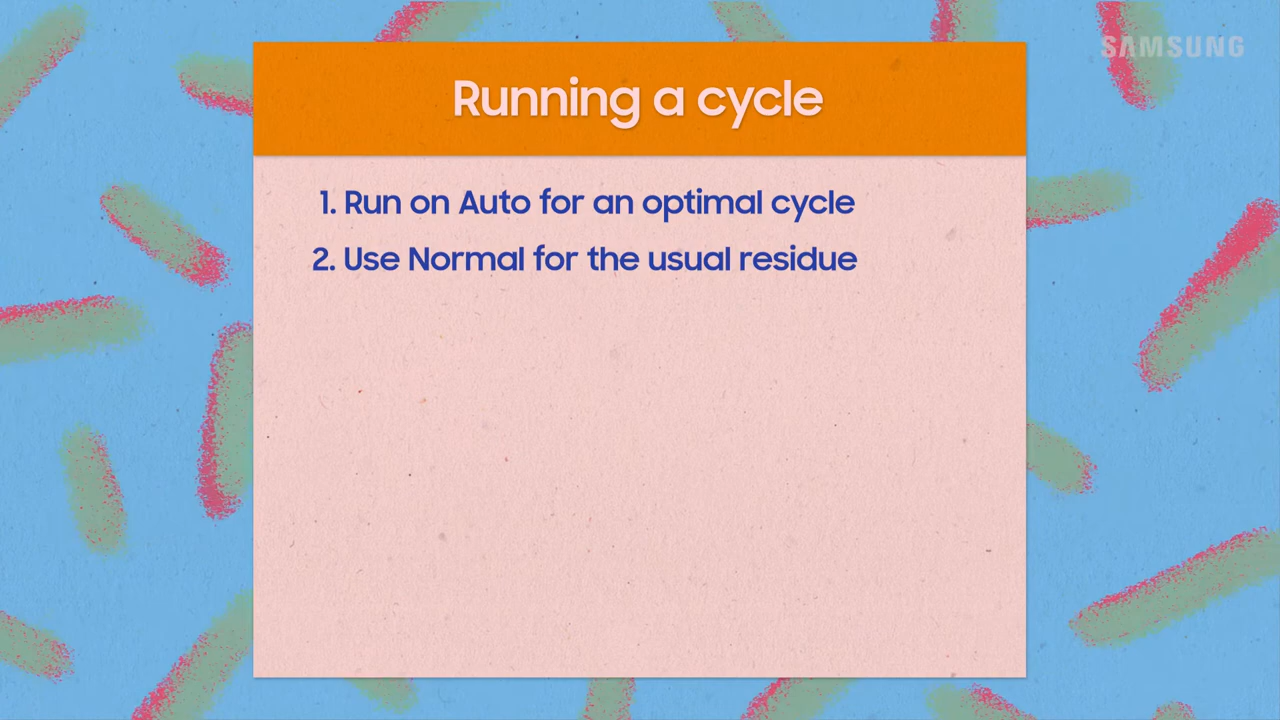 SAMSUNG
Running a cycle
1. Run on Auto for an optimal cycle
2. Use Normal for the usual residue